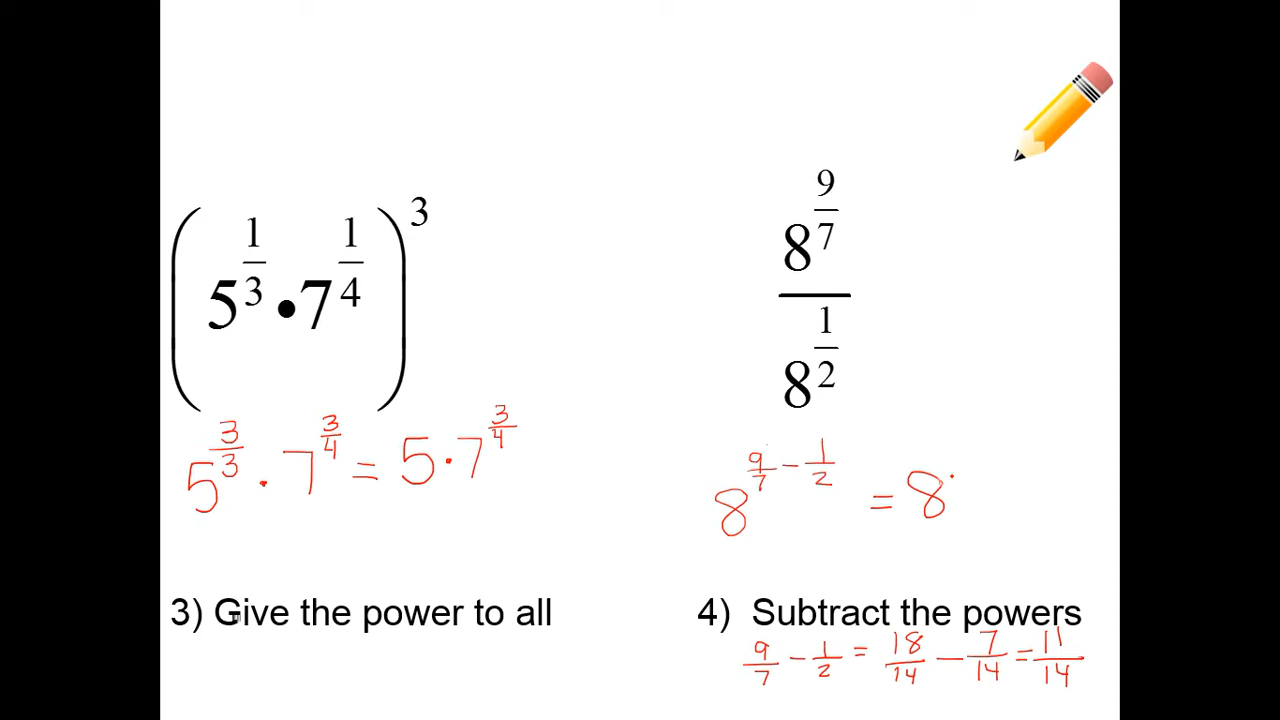 (5^(1/3) • 7^(1/4))^3
5^(3/3) · 7^(3/4) = 5 · 7^(3/4)
3) Give the power to all
8^(9/7) / 8^(1/2)
8^(9/7 - 1/2) = 8
4) Subtract the powers
9/7 - 1/2 = 18/14 - 7/14 = 11/14